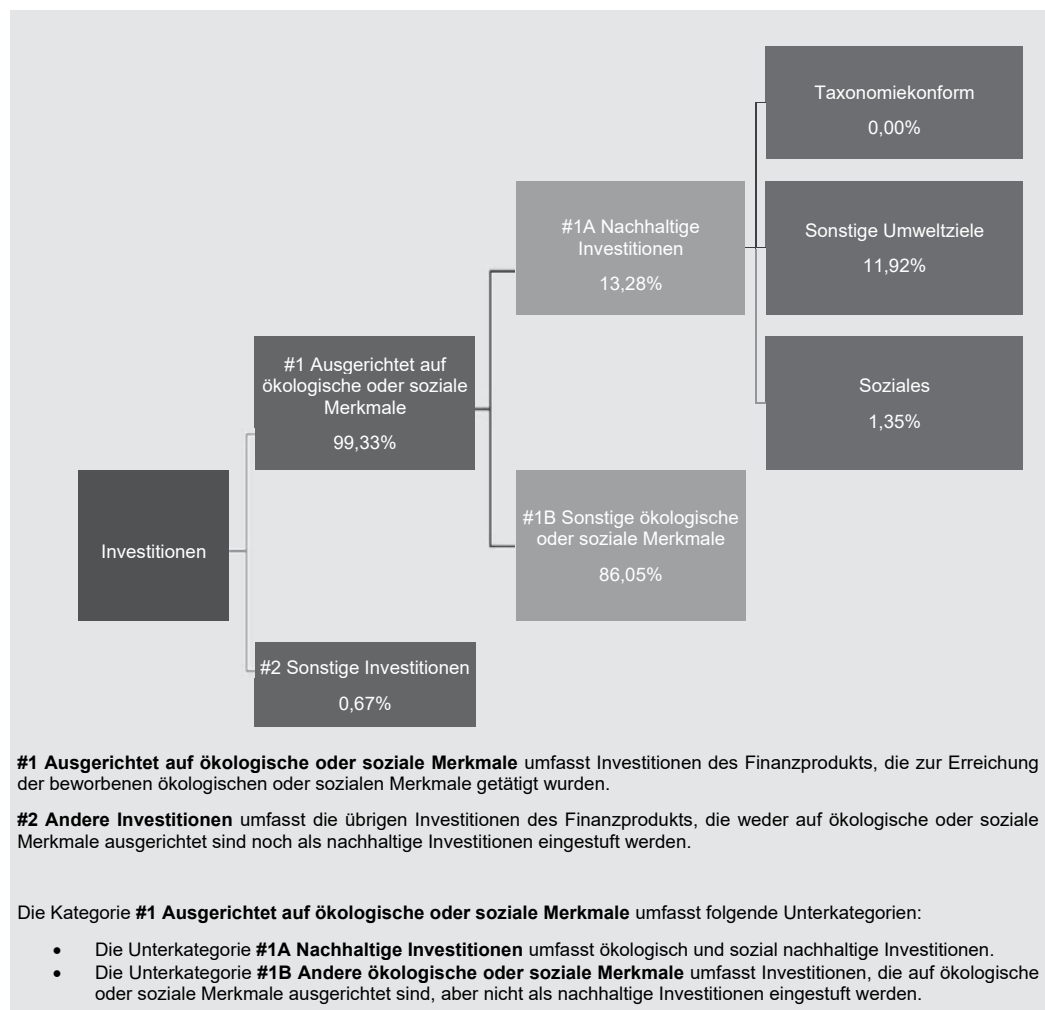 Taxonomiekonform
0,00%
#1A Nachhaltige
Investitionen
13,28%
Sonstige Umweltziele
11,92%
#1 Ausgerichtet auf
ökologische oder soziale
Merkmale
99,33%
Soziales
1,35%
Investitionen
#1B Sonstige ökologische
oder soziale Merkmale
86,05%
#2 Sonstige Investitionen
0,67%
#1 Ausgerichtet auf ökologische oder soziale Merkmale umfasst Investitionen des Finanzprodukts, die zur Erreichung
der beworbenen ökologischen oder sozialen Merkmale getätigt wurden.
#2 Andere Investitionen umfasst die übrigen Investitionen des Finanzprodukts, die weder auf ökologische oder soziale
Merkmale ausgerichtet sind noch als nachhaltige Investitionen eingestuft werden.
Die Kategorie #1 Ausgerichtet auf ökologische oder soziale Merkmale umfasst folgende Unterkategorien:
• Die Unterkategorie #1A Nachhaltige Investitionen umfasst ökologisch und sozial nachhaltige Investitionen.
• Die Unterkategorie #1B Andere ökologische oder soziale Merkmale umfasst Investitionen, die auf ökologische
oder soziale Merkmale ausgerichtet sind, aber nicht als nachhaltige Investitionen eingestuft werden.